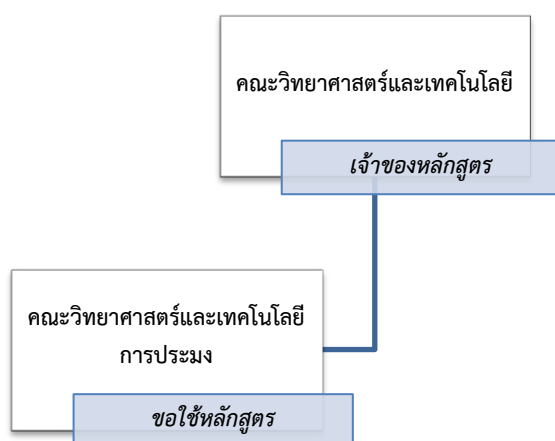 คณะวิทยาศาสตร์และเทคโนโลยี
เจ้าของหลักสูตร
คณะวิทยาศาสตร์และเทคโนโลยี
การประมง
ขอใช้หลักสูตร